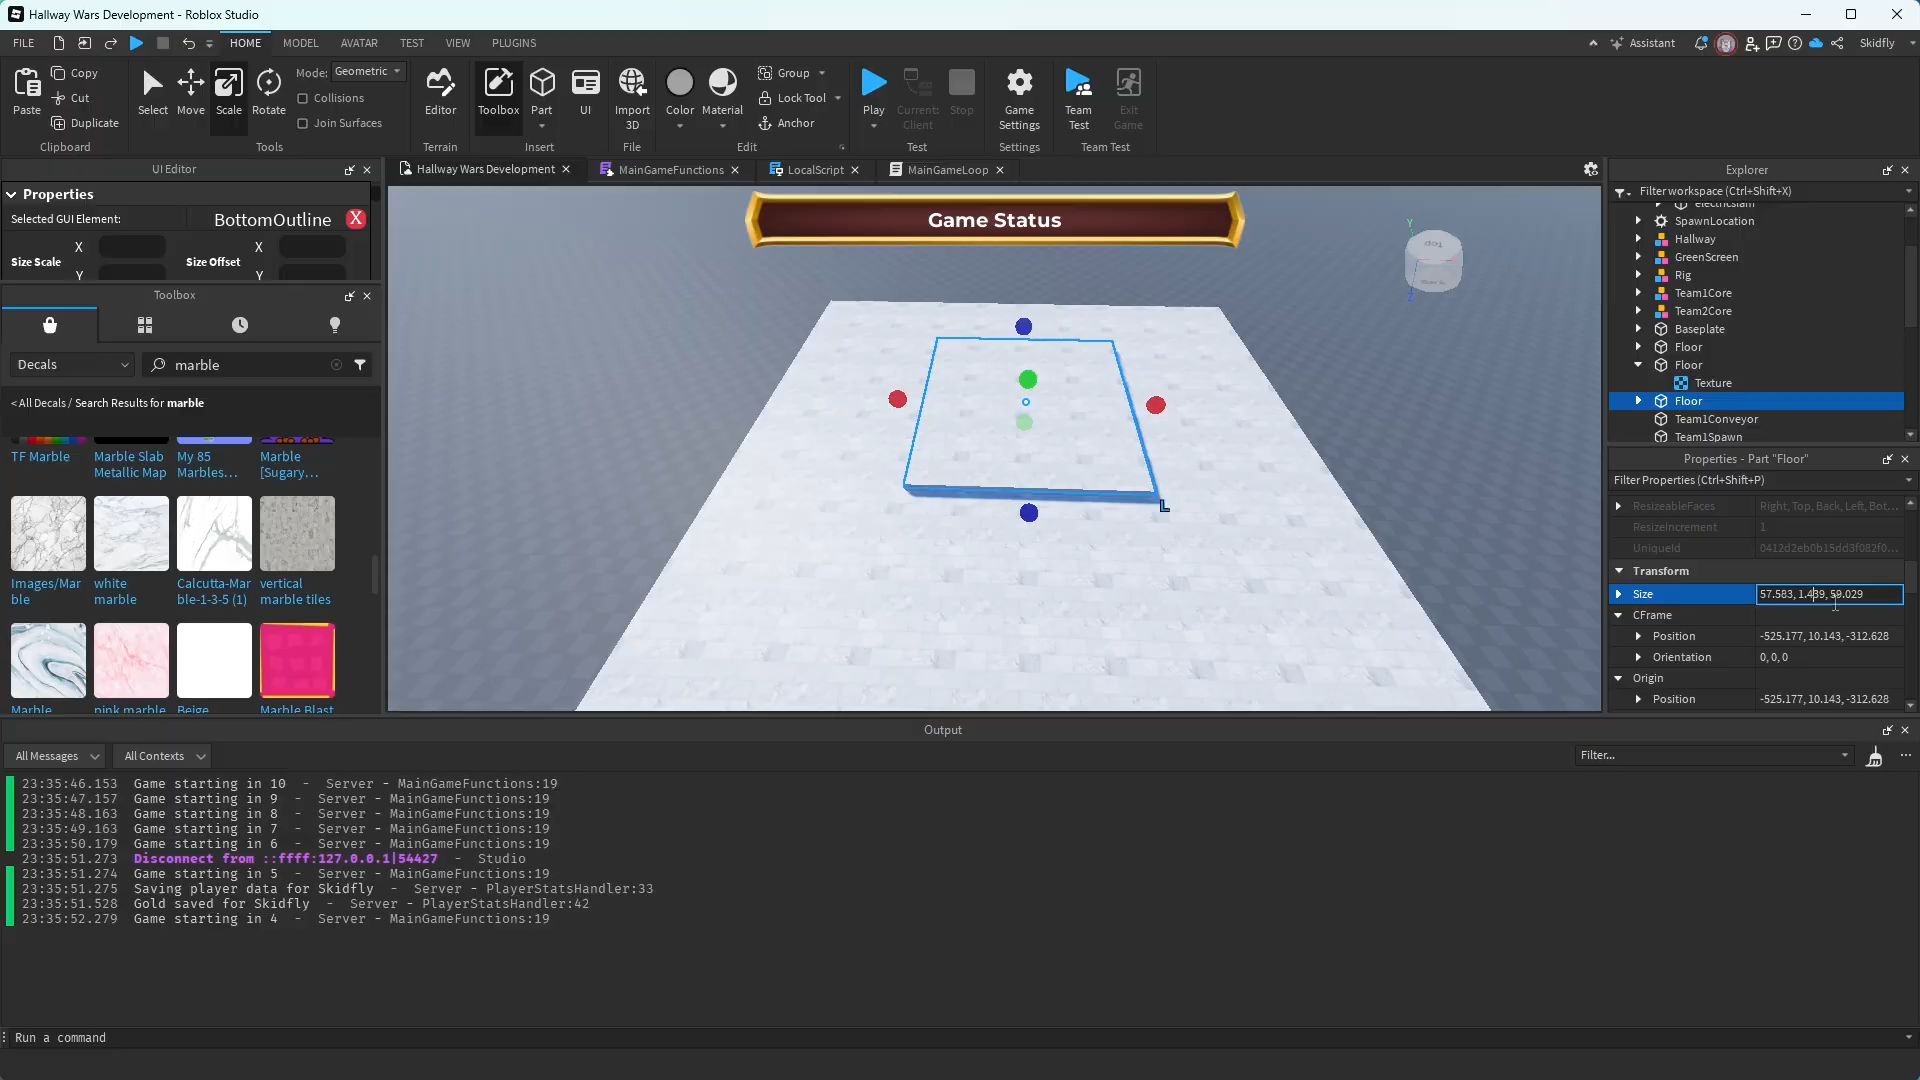 Hallway Wars Development - Roblox Studio
FILE
HOME
MODEL
AVATAR
TEST
VIEW
PLUGINS
Assistant
Skidfly
Paste
Copy
Cut
Duplicate
Clipboard
Select
Move
Scale
Rotate
Mode: Geometric
Collisions
Join Surfaces
Tools
Editor
Terrain
Toolbox
Part
UI
Insert
Import
3D
File
Color
Material
Group
Lock Tool
Anchor
Edit
Play
Current:
Client
Stop
Test
Game
Settings
Settings
Team
Test
Exit
Game
Team Test
UI Editor
Properties
Selected GUI Element:
BottomOutline
X
Size Scale
X
Y
Size Offset
X
Y
Toolbox
Decals
marble
< All Decals / Search Results for marble
TF Marble
Marble Slab
Metallic Map
My 85
Marbles...
Marble
[Sugary...
Images/Mar
ble
white
marble
Calcutta-Mar
ble-1-3-5 (1)
vertical
marble tiles
Marble
pink marble
Beige
Marble Blast
Hallway Wars Development
MainGameFunctions
LocalScript
MainGameLoop
Game Status
Y
Z
Top
Explorer
Filter workspace (Ctrl+Shift+X)
electricslam
SpawnLocation
Hallway
GreenScreen
Rig
Team1Core
Team2Core
Baseplate
Floor
Floor
Texture
Floor
Team1Conveyor
Team1Spawn
Properties - Part "Floor"
Filter Properties (Ctrl+Shift+P)
ResizeableFaces
Right, Top, Back, Left, Bot...
ResizeIncrement
1
UniqueId
0412d2eb0b15dd3f082f0...
Transform
Size
57.583, 1.439, 59.029
CFrame
Position
-525.177, 10.143, -312.628
Orientation
0, 0, 0
Origin
Position
-525.177, 10.143, -312.628
Output
All Messages
All Contexts
Filter...
23:35:46.153 Game starting in 10 - Server - MainGameFunctions:19
23:35:47.157 Game starting in 9 - Server - MainGameFunctions:19
23:35:48.163 Game starting in 8 - Server - MainGameFunctions:19
23:35:49.163 Game starting in 7 - Server - MainGameFunctions:19
23:35:50.179 Game starting in 6 - Server - MainGameFunctions:19
23:35:51.273 Disconnect from ::ffff:127.0.0.1|54427 - Studio
23:35:51.274 Game starting in 5 - Server - MainGameFunctions:19
23:35:51.275 Saving player data for Skidfly - Server - PlayerStatsHandler:33
23:35:51.528 Gold saved for Skidfly - Server - PlayerStatsHandler:42
23:35:52.279 Game starting in 4 - Server - MainGameFunctions:19
Run a command